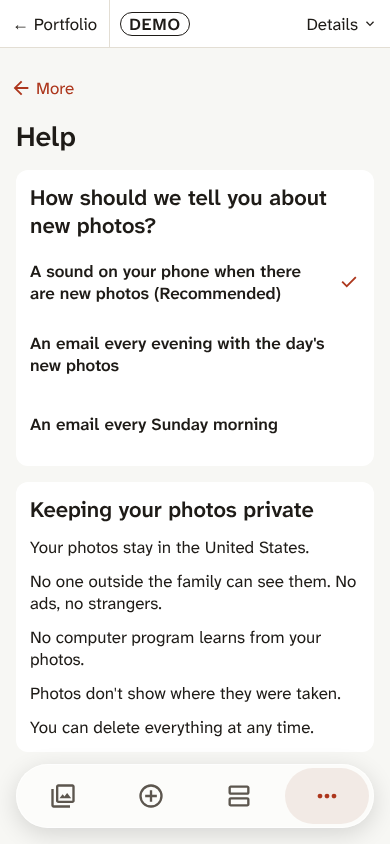 ← Portfolio
DEMO
Details
More
Help
How should we tell you about
new photos?
A sound on your phone when there
are new photos (Recommended)
An email every evening with the day's
new photos
An email every Sunday morning
Keeping your photos private
Your photos stay in the United States.
No one outside the family can see them. No
ads, no strangers.
No computer program learns from your
photos.
Photos don't show where they were taken.
You can delete everything at any time.